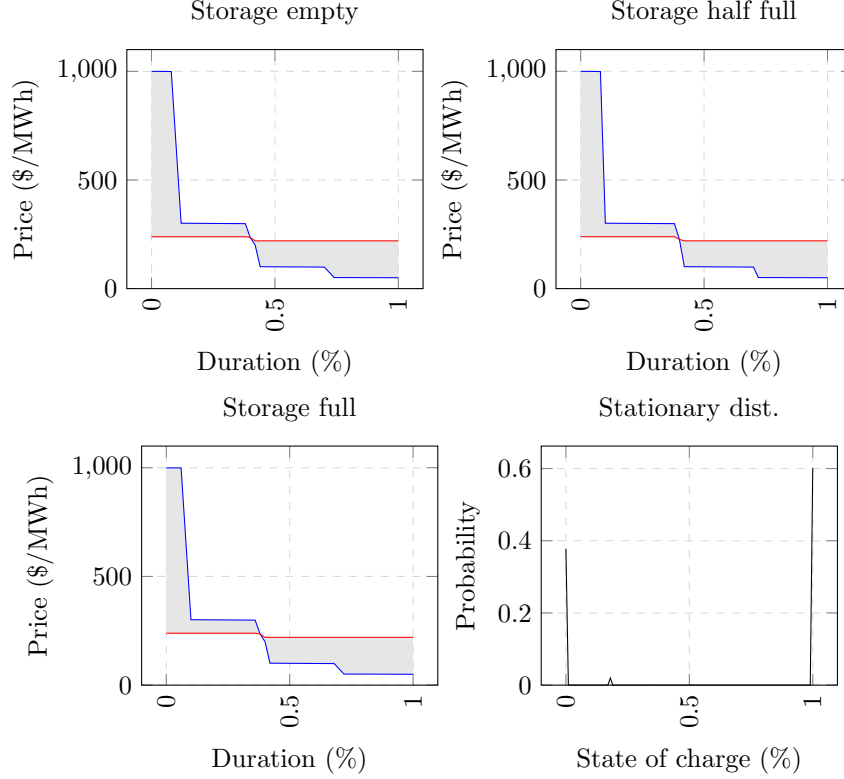 Storage empty
Price ($/MWh)
1,000
500
0
0
0.5
1
Duration (%)
Storage half full
Price ($/MWh)
1,000
500
0
0
0.5
1
Duration (%)
Storage full
Price ($/MWh)
1,000
500
0
0
0.5
1
Duration (%)
Stationary dist.
Probability
0.6
0.4
0.2
0
0
0.5
1
State of charge (%)